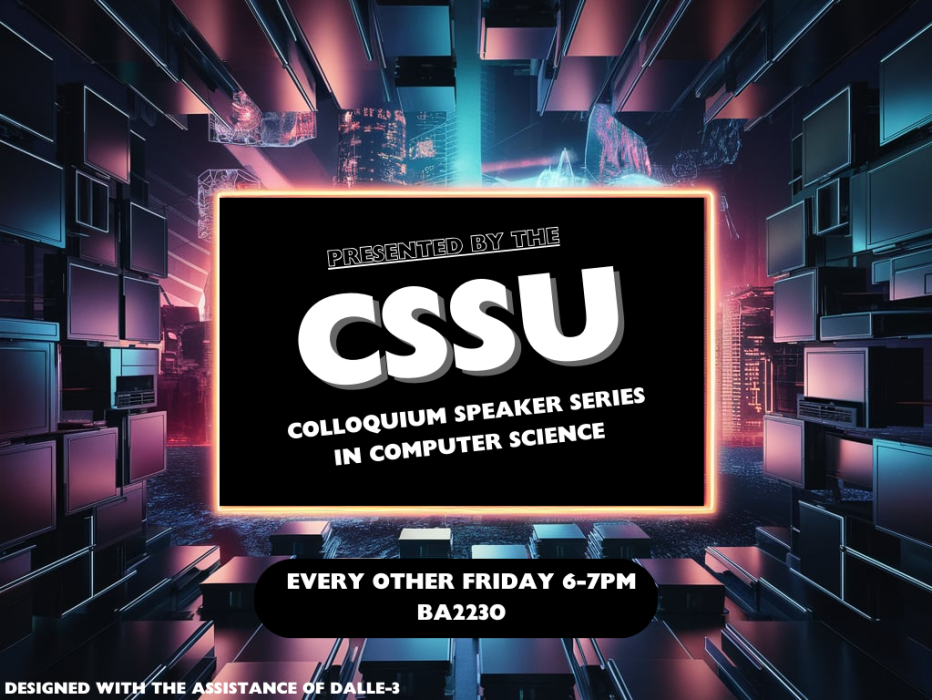 PRESENTED BY THE
CSSU
COLLOQUIUM SPEAKER SERIES
IN COMPUTER SCIENCE
EVERY OTHER FRIDAY 6-7PM
BA2230
DESIGNED WITH THE ASSISTANCE OF DALLE-3